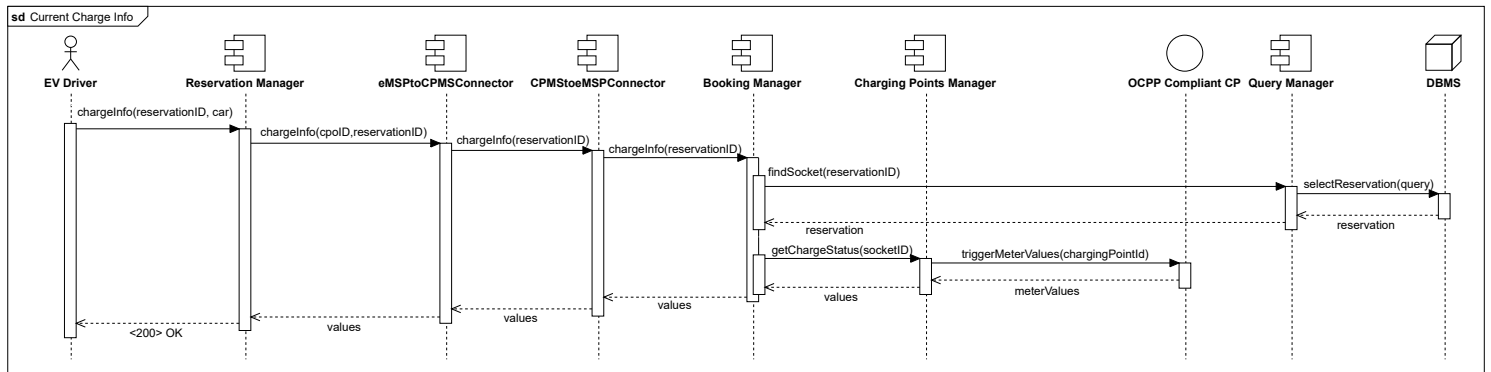 sd Current Charge Info
EV Driver
Reservation Manager
eMSPtoCPMSConnector
CPMStoeMSPConnector
Booking Manager
Charging Points Manager
OCPP Compliant CP
Query Manager
DBMS
chargeInfo(reservationID, car)
chargeInfo(cpoID,reservationID)
chargeInfo(reservationID)
chargeInfo(reservationID)
findSocket(reservationID)
selectReservation(query)
reservation
reservation
getChargeStatus(socketID)
triggerMeterValues(chargingPointId)
meterValues
values
values
values
values
<200> OK